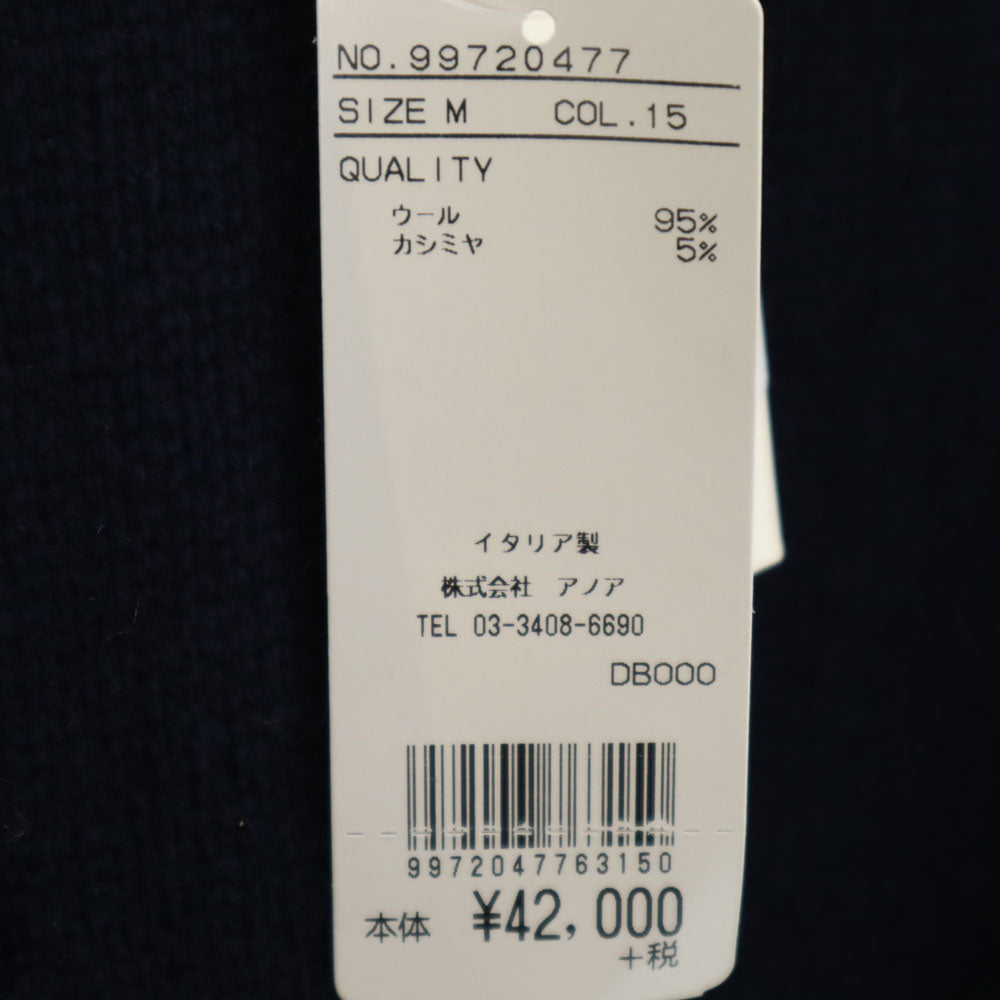 NO.99720477
SIZE M COL.15
QUALITY
ウール 95%
カシミヤ 5%
イタリア製
株式会社 アノア
TEL 03-3408-6690
DB000
9972047763150
本体 ¥42,000
+税